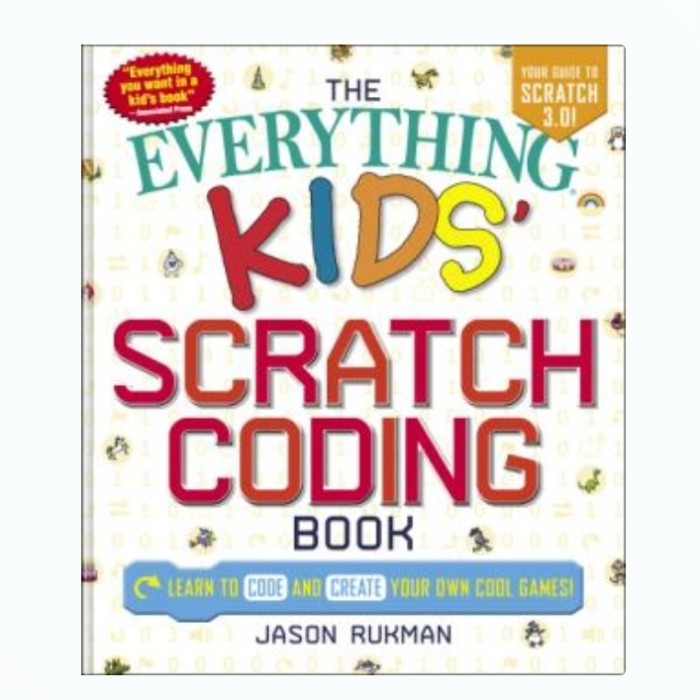 "Everything
you want in a
kid's book"
—Associated Press
YOUR GUIDE TO
SCRATCH
3.0!
THE
EVERYTHING®
KIDS'
SCRATCH
CODING
BOOK
LEARN TO CODE AND CREATE YOUR OWN COOL GAMES!
JASON RUKMAN